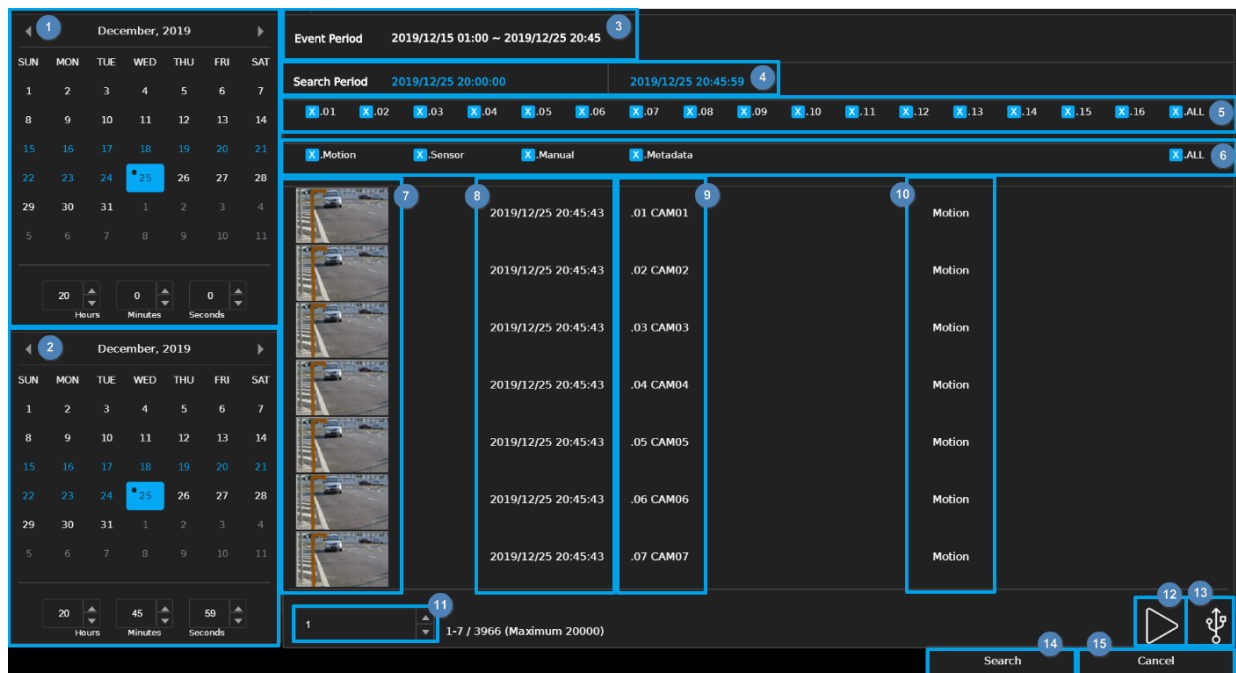 1
December, 2019
SUN MON TUE WED THU FRI SAT
1 2 3 4 5 6 7
8 9 10 11 12 13 14
15 16 17 18 19 20 21
22 23 24 25 26 27 28
29 30 31 1 2 3 4
5 6 7 8 9 10 11
20 0 0
Hours Minutes Seconds
2
December, 2019
SUN MON TUE WED THU FRI SAT
1 2 3 4 5 6 7
8 9 10 11 12 13 14
15 16 17 18 19 20 21
22 23 24 25 26 27 28
29 30 31 1 2 3 4
5 6 7 8 9 10 11
20 45 59
Hours Minutes Seconds
Event Period 2019/12/15 01:00 ~ 2019/12/25 20:45 3
Search Period 2019/12/25 20:00:00 2019/12/25 20:45:59 4
X .01 X .02 X .03 X .04 X .05 X .06 X .07 X .08 X .09 X .10 X .11 X .12 X .13 X .14 X .15 X .16 X .ALL 5
X .Motion X .Sensor X .Manual X .Metadata X .ALL 6
7 8 9 10
2019/12/25 20:45:43 .01 CAM01 Motion
2019/12/25 20:45:43 .02 CAM02 Motion
2019/12/25 20:45:43 .03 CAM03 Motion
2019/12/25 20:45:43 .04 CAM04 Motion
2019/12/25 20:45:43 .05 CAM05 Motion
2019/12/25 20:45:43 .06 CAM06 Motion
2019/12/25 20:45:43 .07 CAM07 Motion
11 12 13
1 1-7 / 3966 (Maximum 20000)
14 15
Search Cancel